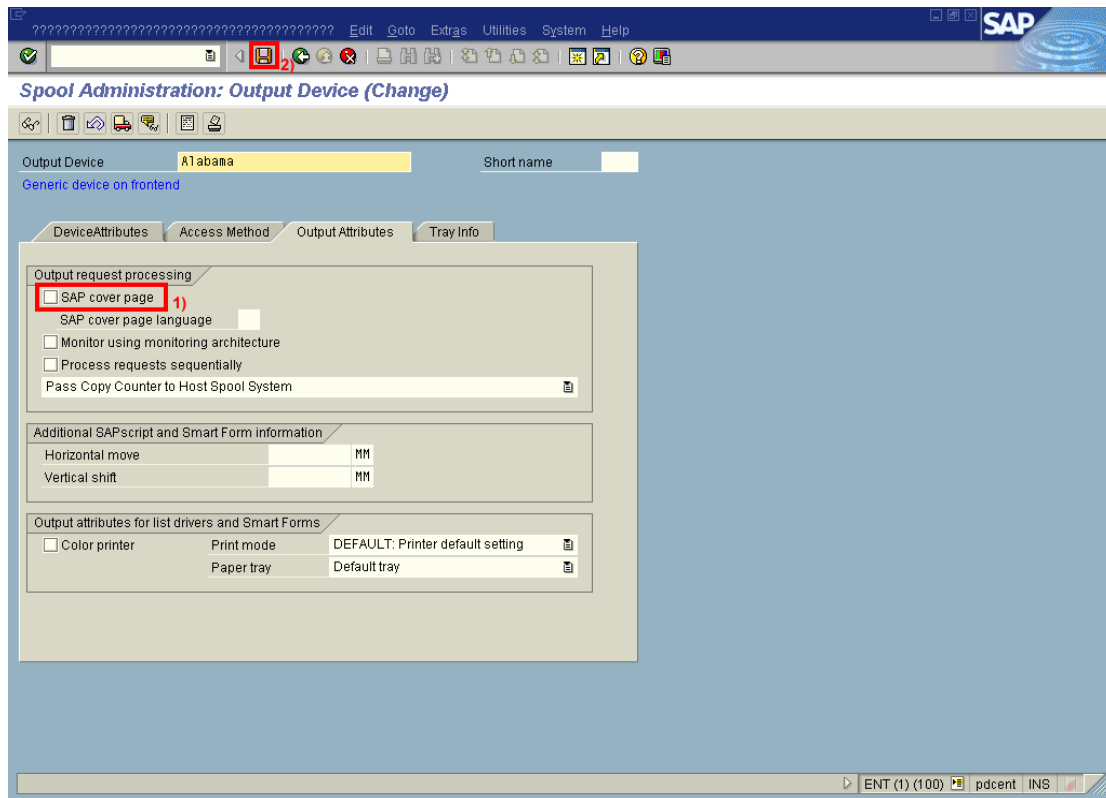 ???????????????????????????????????????? Edit Goto Extras Utilities System Help
SAP
2)
Spool Administration: Output Device (Change)
Output Device Alabama Short name
Generic device on frontend
DeviceAttributes Access Method Output Attributes Tray Info
Output request processing
SAP cover page 1)
SAP cover page language
Monitor using monitoring architecture
Process requests sequentially
Pass Copy Counter to Host Spool System
Additional SAPscript and Smart Form information
Horizontal move MM
Vertical shift MM
Output attributes for list drivers and Smart Forms
Color printer Print mode DEFAULT: Printer default setting
Paper tray Default tray
ENT (1) (100) pdcent INS